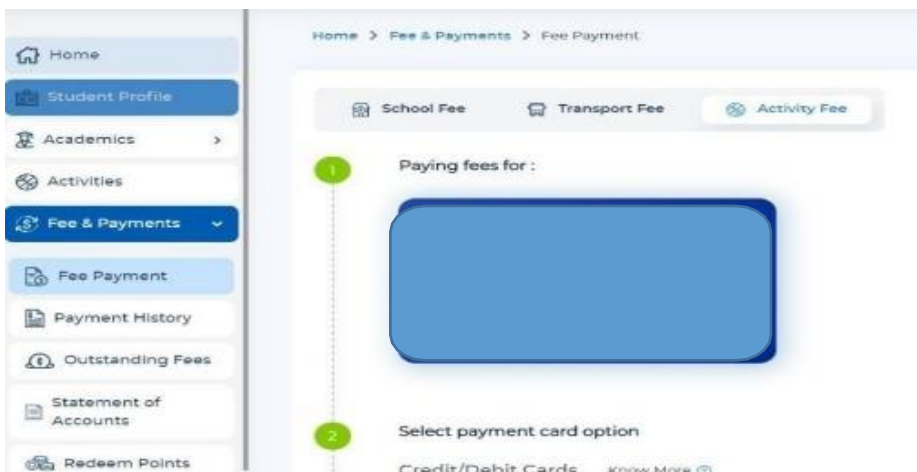 Home > Fee & Payments > Fee Payment
Home
Student Profile
Academics >
Activities
Fee & Payments
Fee Payment
Payment History
Outstanding Fees
Statement of
Accounts
Redeem Points
School Fee Transport Fee Activity Fee
1
Paying fees for :
2
Select payment card option
Credit/Debit Cards Know More